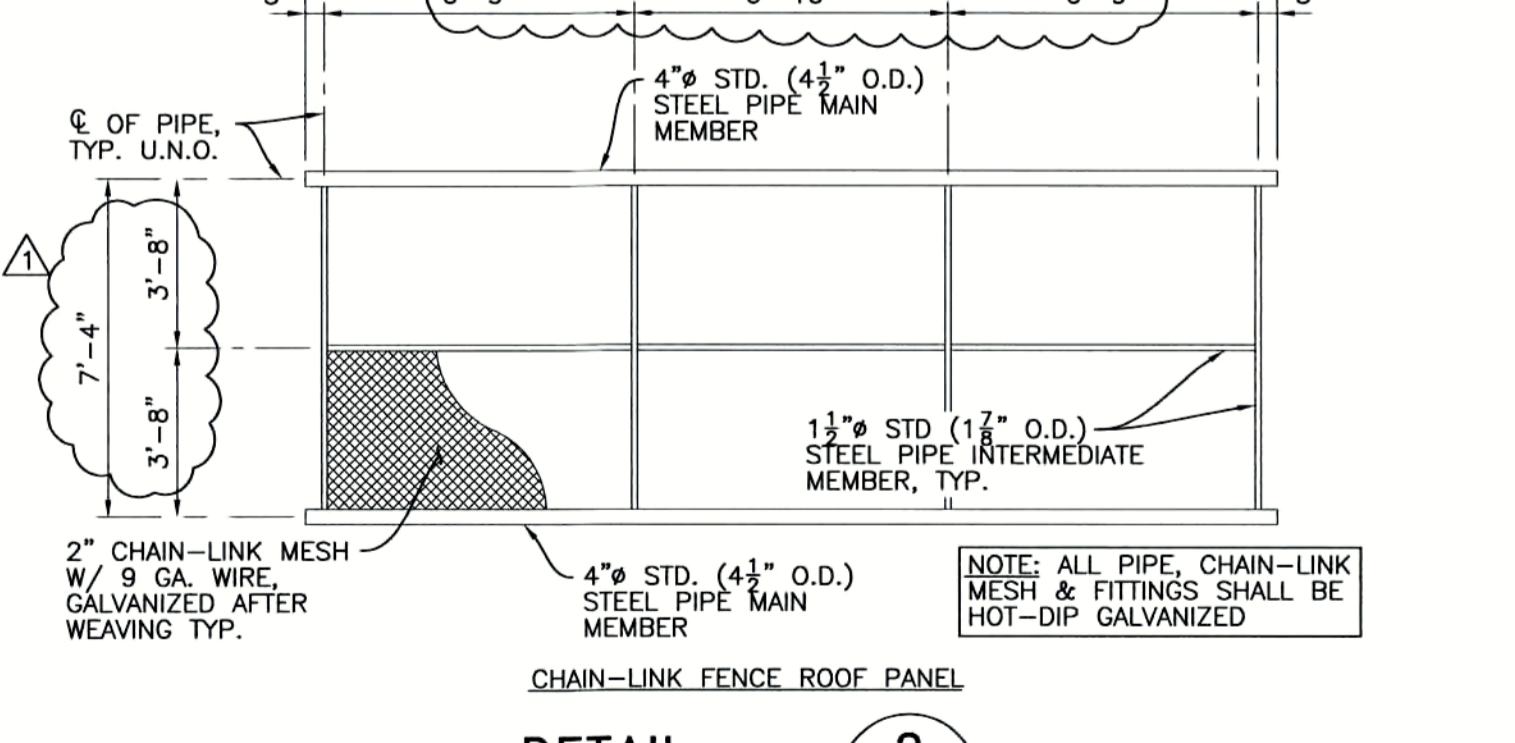 4"ø STD. (4½" O.D.)
STEEL PIPE MAIN
MEMBER
℄ OF PIPE,
TYP. U.N.O.
1
3'-8"
7'-4"
3'-8"
1½"ø STD (1⅞" O.D.)
STEEL PIPE INTERMEDIATE
MEMBER, TYP.
2" CHAIN-LINK MESH
W/ 9 GA. WIRE,
GALVANIZED AFTER
WEAVING TYP.
4"ø STD. (4½" O.D.)
STEEL PIPE MAIN
MEMBER
NOTE: ALL PIPE, CHAIN-LINK
MESH & FITTINGS SHALL BE
HOT-DIP GALVANIZED
CHAIN-LINK FENCE ROOF PANEL
DETAIL